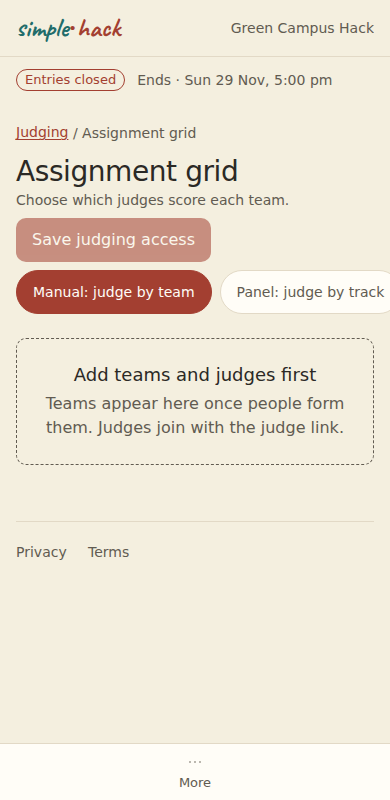 simple·hack
Green Campus Hack
Entries closed
Ends · Sun 29 Nov, 5:00 pm
Judging / Assignment grid
Assignment grid
Choose which judges score each team.
Save judging access
Manual: judge by team
Panel: judge by track
Add teams and judges first
Teams appear here once people form
them. Judges join with the judge link.
Privacy
Terms
...
More